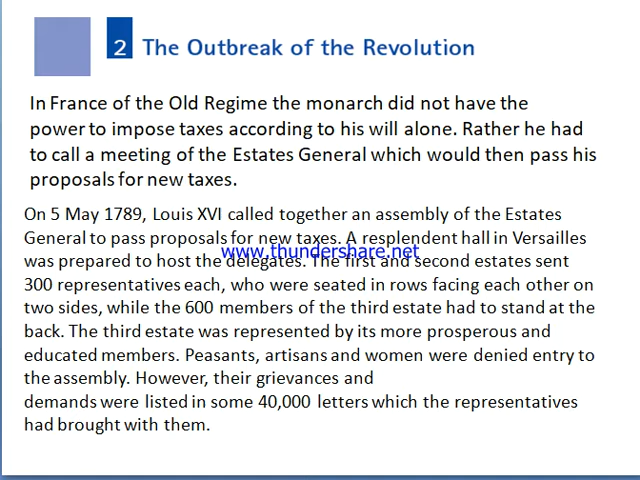 2 The Outbreak of the Revolution
In France of the Old Regime the monarch did not have the
power to impose taxes according to his will alone. Rather he had
to call a meeting of the Estates General which would then pass his
proposals for new taxes.
On 5 May 1789, Louis XVI called together an assembly of the Estates
General to pass proposals for new taxes. A resplendent hall in Versailles
www.thundershare.net
was prepared to host the delegates. The first and second estates sent
300 representatives each, who were seated in rows facing each other on
two sides, while the 600 members of the third estate had to stand at the
back. The third estate was represented by its more prosperous and
educated members. Peasants, artisans and women were denied entry to
the assembly. However, their grievances and
demands were listed in some 40,000 letters which the representatives
had brought with them.